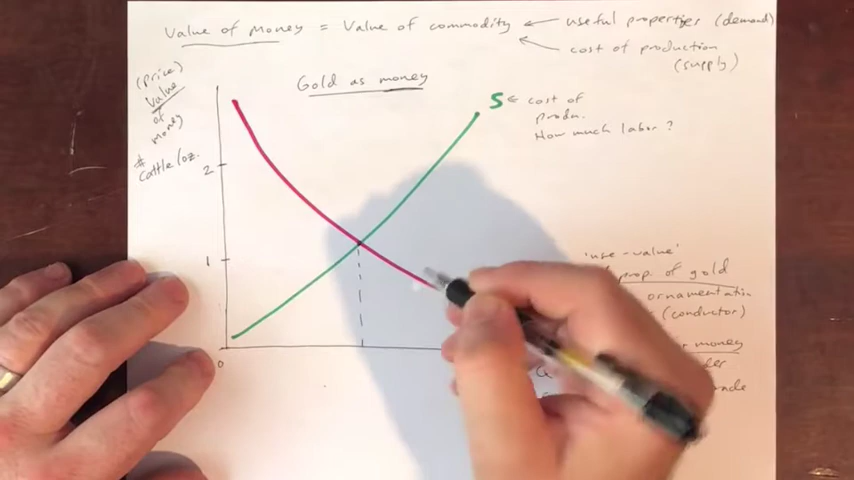 Value of money = Value of commodity ← useful properties (demand)
← cost of production
(supply)
(price)
Value
of
money
# cattle/oz.
Gold as money
S ← cost of
produ.
How much labor?
2
1
0
'use-value'
prop of gold
ornamentation
(conductor)
money